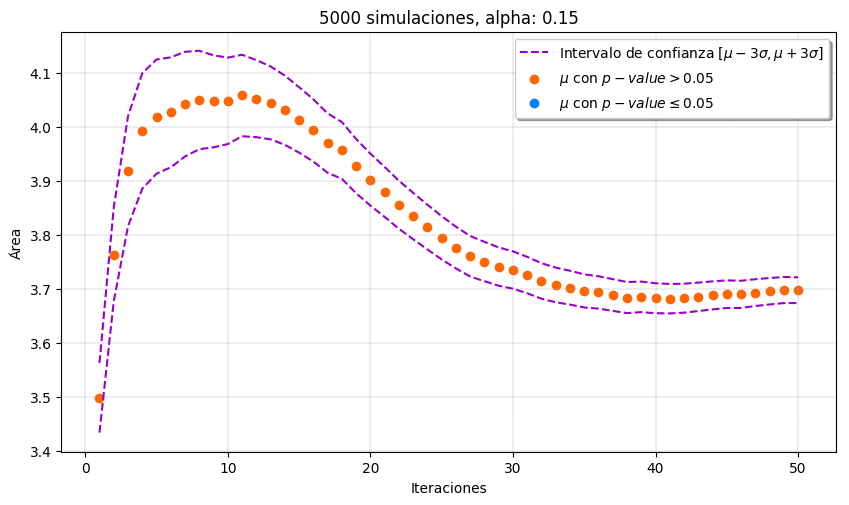 5000 simulaciones, alpha: 0.15
Intervalo de confianza [μ − 3σ, μ + 3σ]
μ con p − value > 0.05
μ con p − value ≤ 0.05
4.1
4.0
3.9
3.8
3.7
3.6
3.5
3.4
Área
0 10 20 30 40 50
Iteraciones